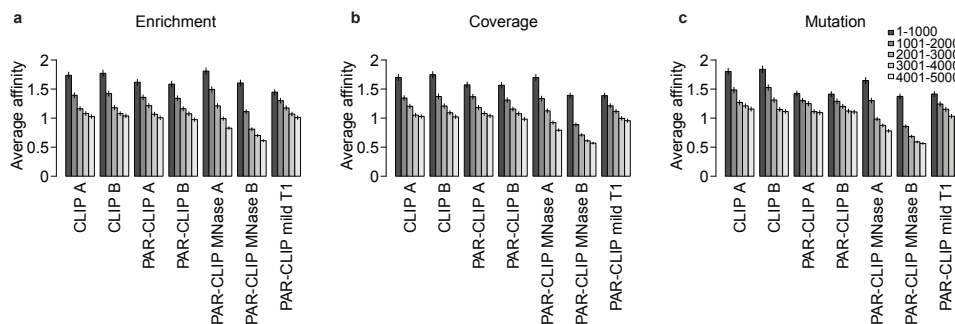 a
Enrichment
Average affinity
2
1.5
1
0.5
0
CLIP A
CLIP B
PAR-CLIP A
PAR-CLIP B
PAR-CLIP MNase A
PAR-CLIP MNase B
PAR-CLIP mild T1
b
Coverage
Average affinity
2
1.5
1
0.5
0
CLIP A
CLIP B
PAR-CLIP A
PAR-CLIP B
PAR-CLIP MNase A
PAR-CLIP MNase B
PAR-CLIP mild T1
c
Mutation
Average affinity
2
1.5
1
0.5
0
1-1000
1001-2000
2001-3000
3001-4000
4001-5000
CLIP A
CLIP B
PAR-CLIP A
PAR-CLIP B
PAR-CLIP MNase A
PAR-CLIP MNase B
PAR-CLIP mild T1